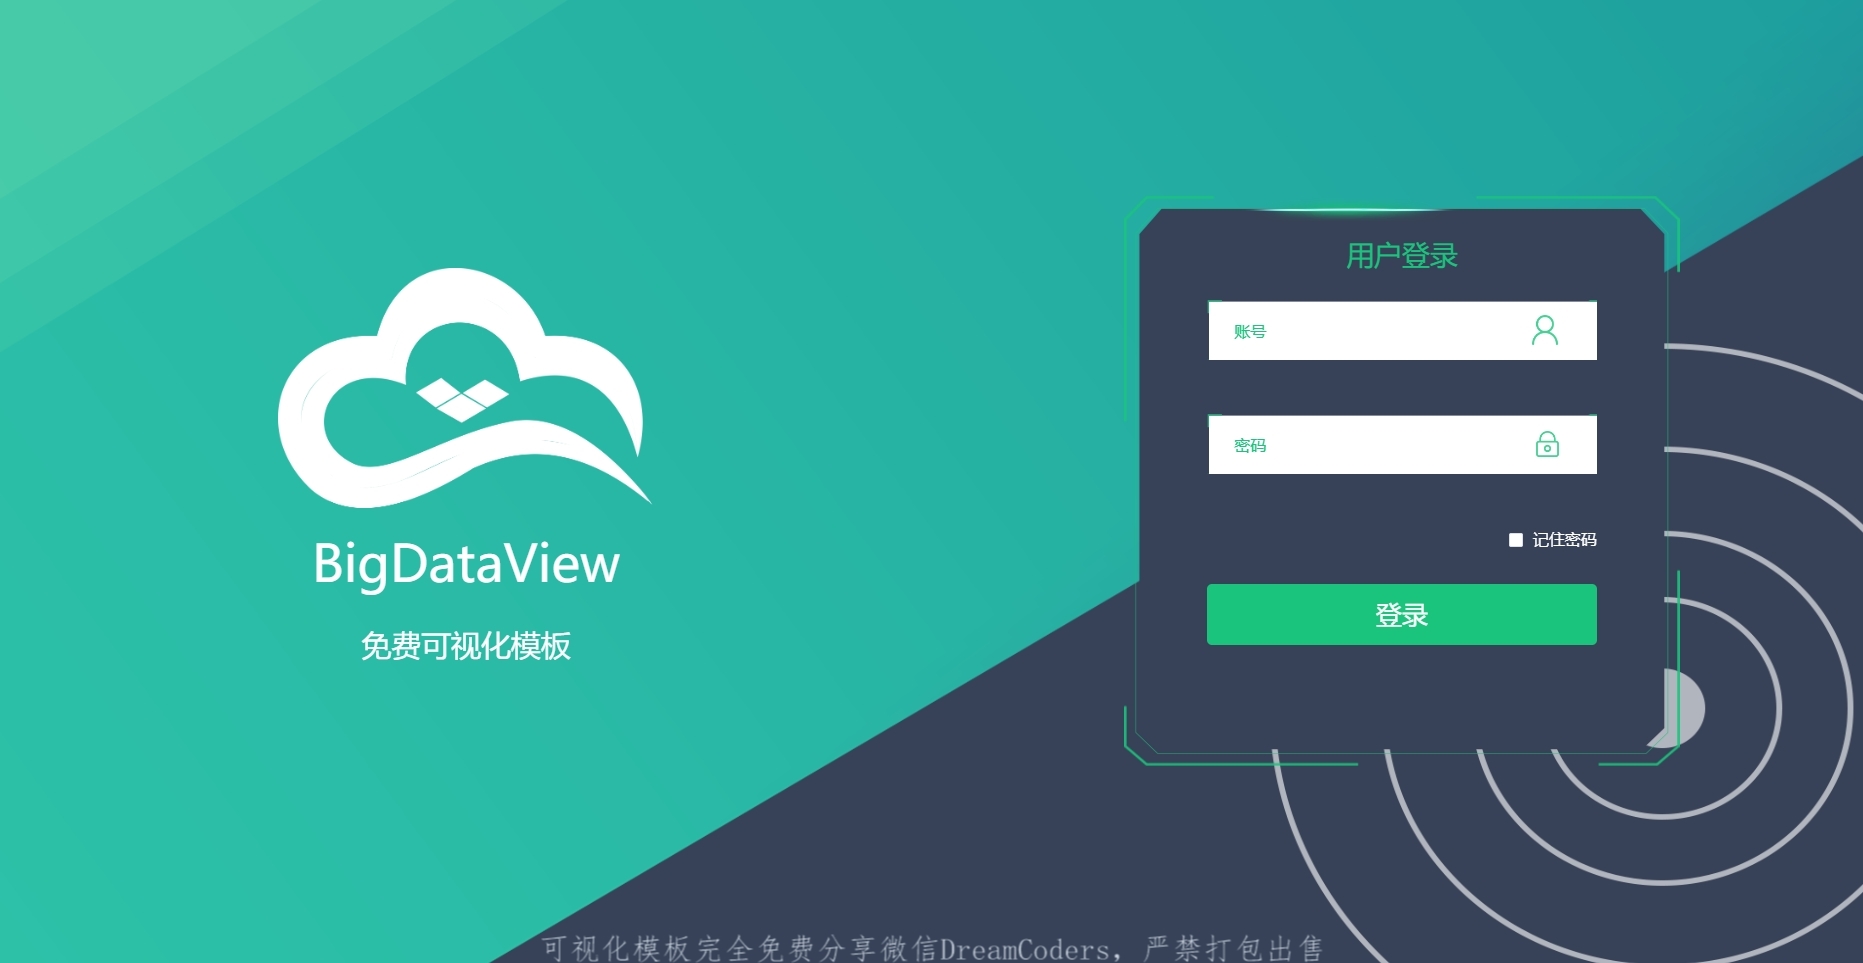 BigDataView
免费可视化模板
用户登录
账号
密码
记住密码
登录
可视化模板完全免费分享微信DreamCoders，严禁打包出售